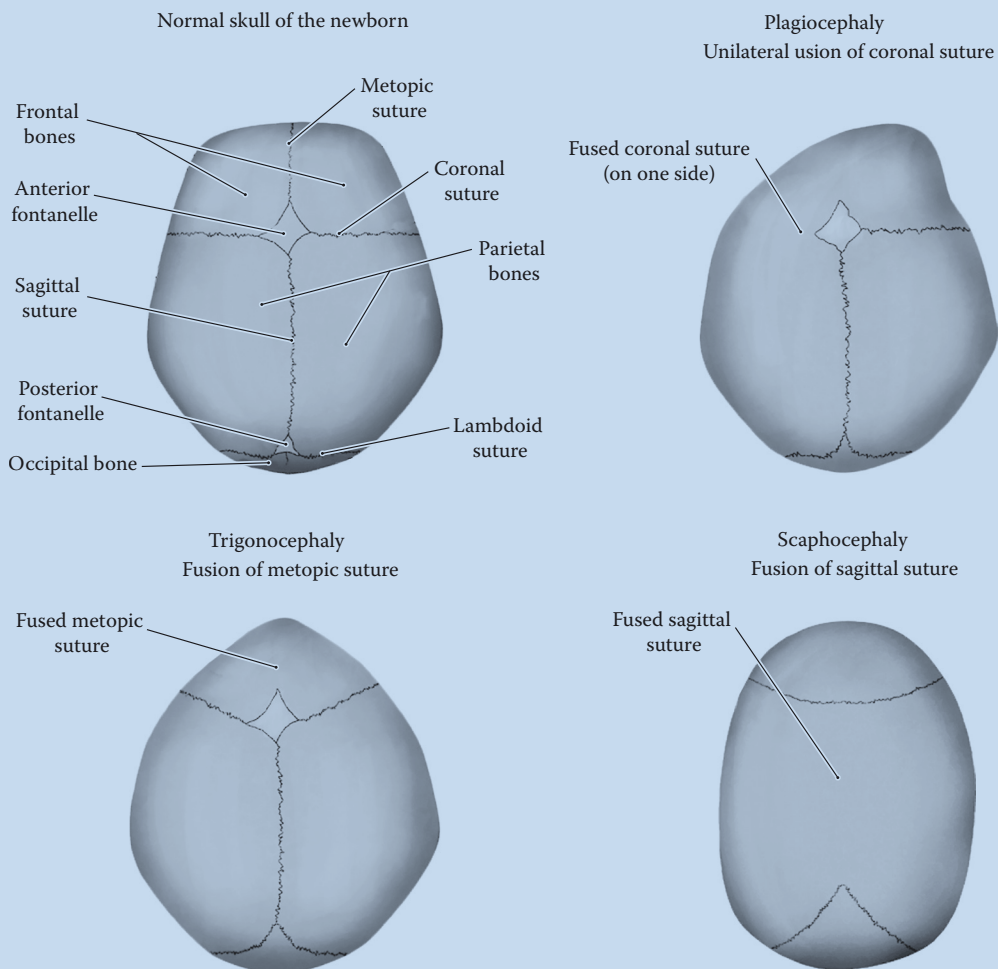 Normal skull of the newborn
Metopic
suture
Frontal
bones
Anterior
fontanelle
Coronal
suture
Parietal
bones
Sagittal
suture
Posterior
fontanelle
Lambdoid
suture
Occipital bone
Plagiocephaly
Unilateral usion of coronal suture
Fused coronal suture
(on one side)
Trigonocephaly
Fusion of metopic suture
Fused metopic
suture
Scaphocephaly
Fusion of sagittal suture
Fused sagittal
suture